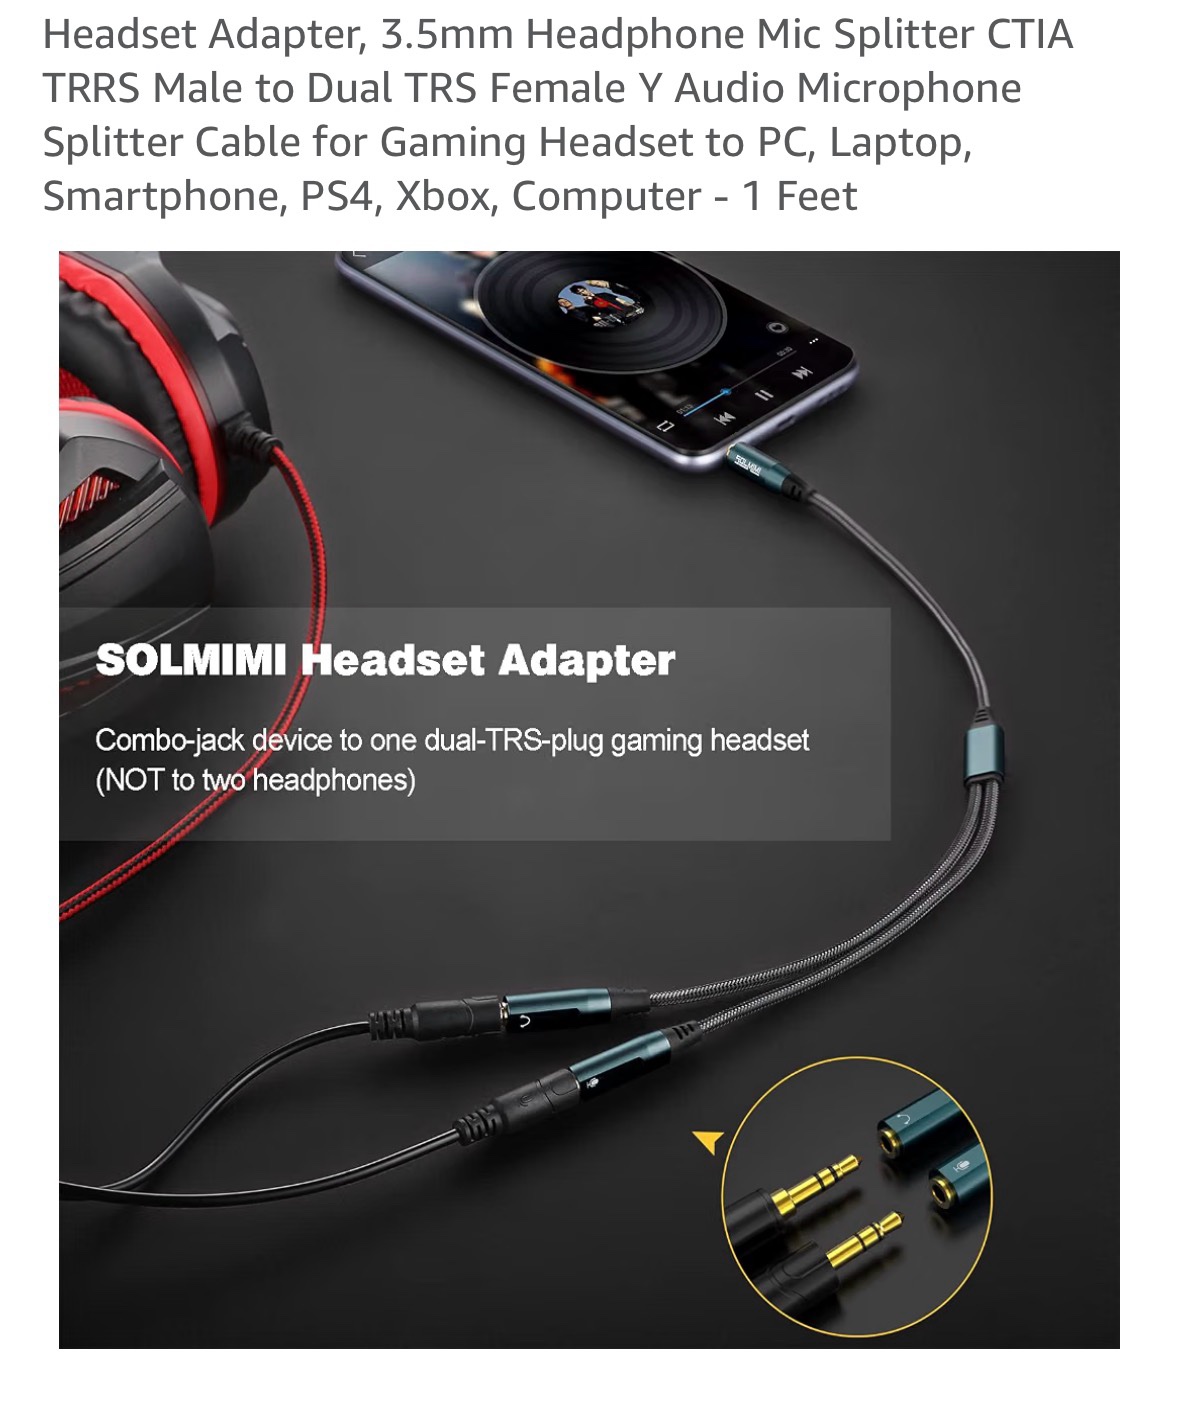 Headset Adapter, 3.5mm Headphone Mic Splitter CTIA
TRRS Male to Dual TRS Female Y Audio Microphone
Splitter Cable for Gaming Headset to PC, Laptop,
Smartphone, PS4, Xbox, Computer - 1 Feet
SOLMIMI
SOLMIMI Headset Adapter
Combo-jack device to one dual-TRS-plug gaming headset
(NOT to two headphones)